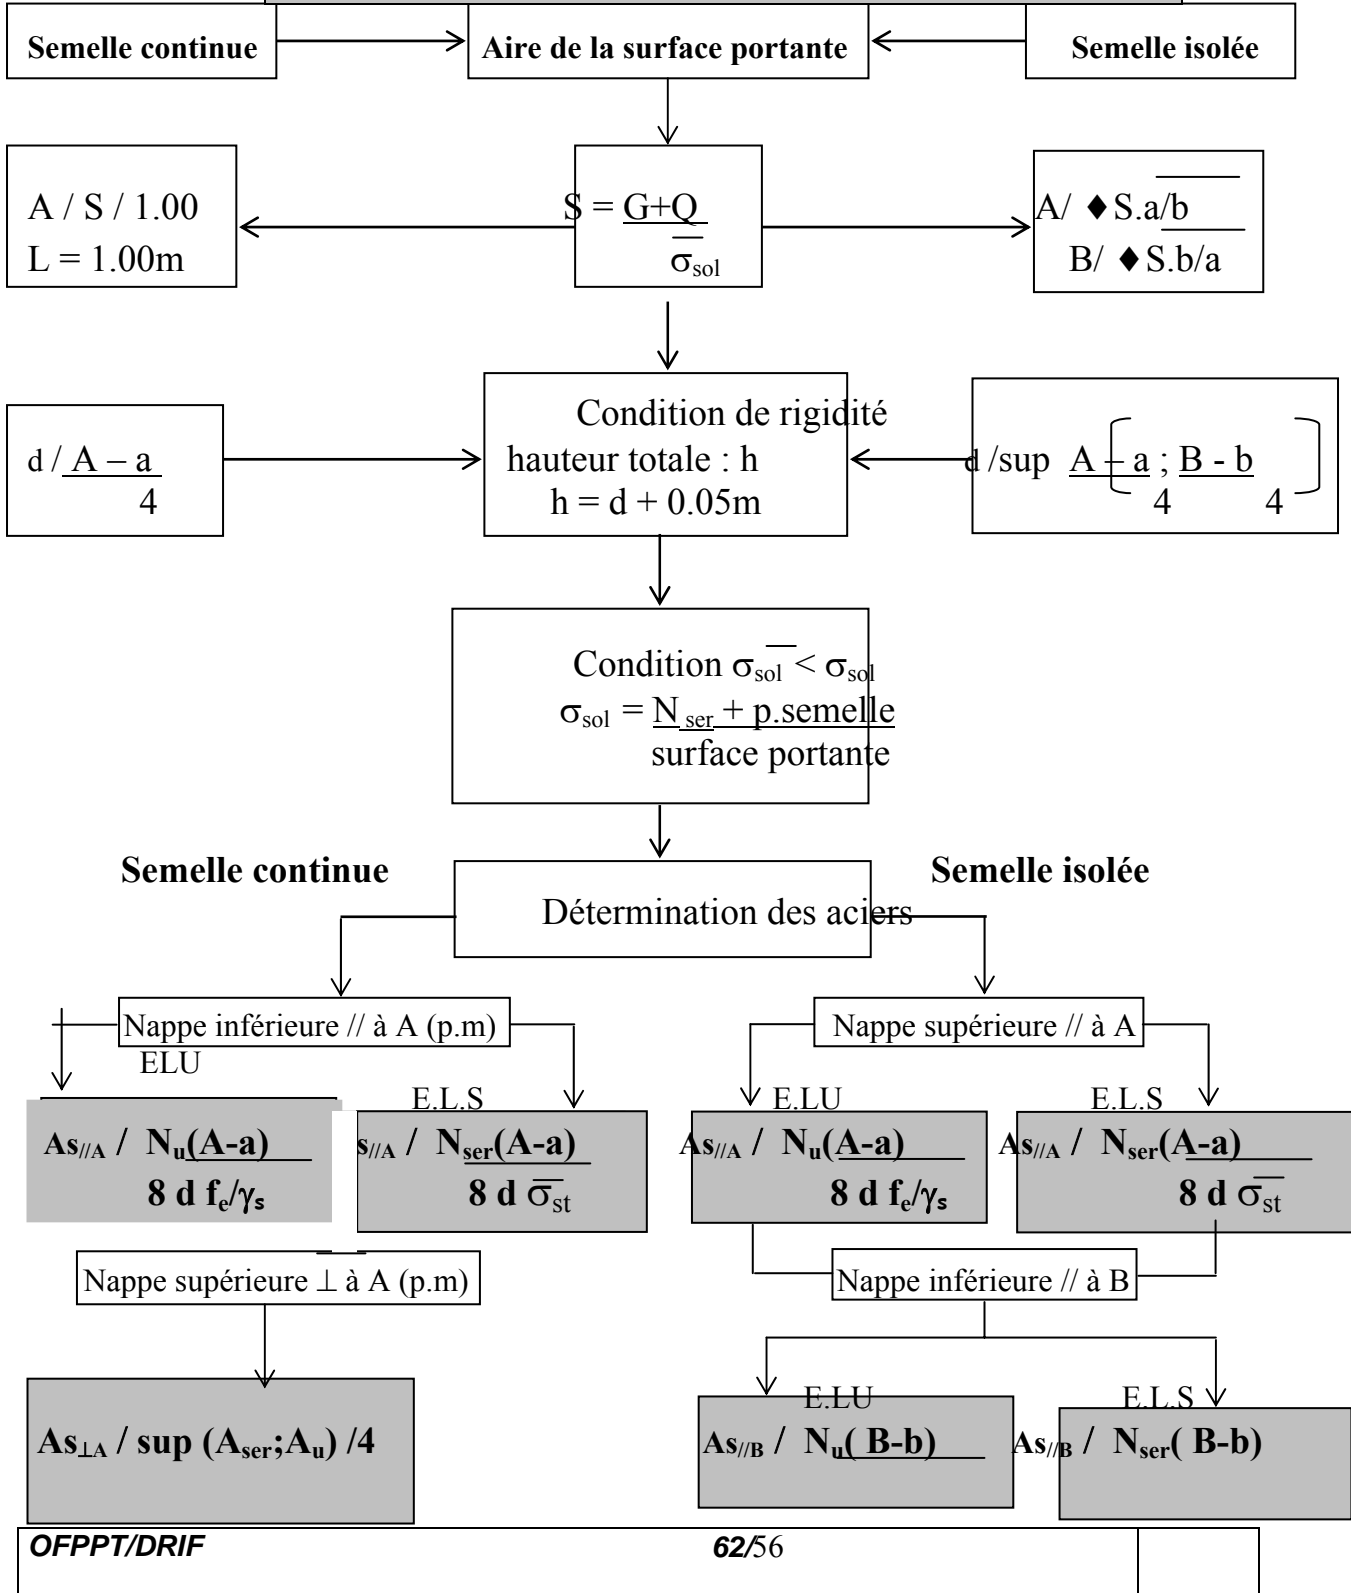 Semelle continue
Aire de la surface portante
Semelle isolée
A / S / 1.00
L = 1.00m
S = G+Q
σsol
A/ ♦S.a/b
B/ ♦S.b/a
d / A – a
4
Condition de rigidité
hauteur totale : h
h = d + 0.05m
d /sup A – a ; B - b
4 4
Condition σsol < σsol
σsol = N ser + p.semelle
surface portante
Semelle continue
Détermination des aciers
Semelle isolée
Nappe inférieure // à A (p.m)
Nappe supérieure // à A
ELU
E.L.S
E.LU
E.L.S
As//A / Nu(A-a)
8 d fe/γs
s//A / Nser(A-a)
8 d σst
As//A / Nu(A-a)
8 d fe/γs
As//A / Nser(A-a)
8 d σst
Nappe supérieure ⊥ à A (p.m)
Nappe inférieure // à B
E.LU
E.L.S
As⊥A / sup (Aser;Au) /4
As//B / Nu( B-b)
As//B / Nser( B-b)
OFPPT/DRIF
62/56